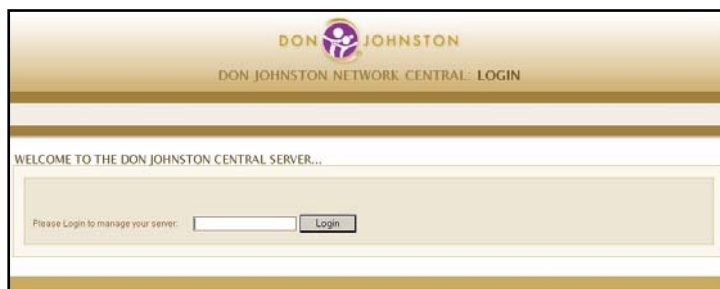 DON JOHNSTON
DON JOHNSTON NETWORK CENTRAL: LOGIN
WELCOME TO THE DON JOHNSTON CENTRAL SERVER...
Please Login to manage your server: Login